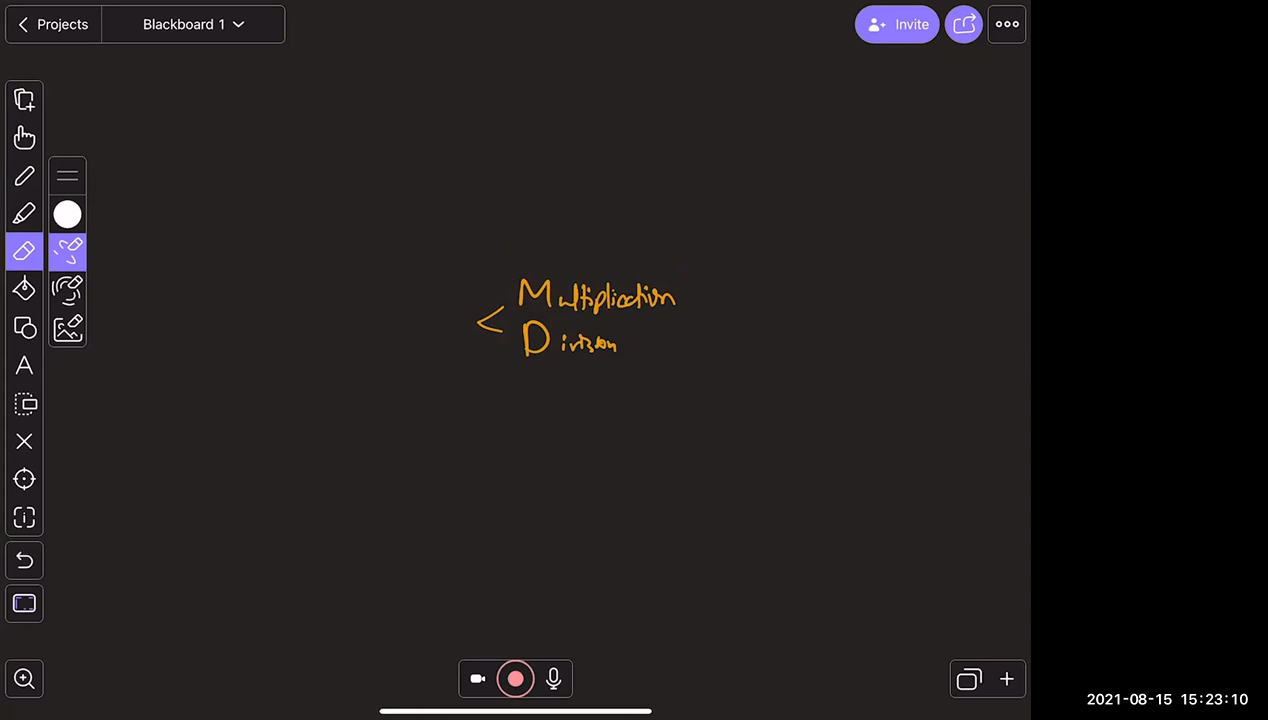 Projects
Blackboard 1
Invite
< Multiplication
Division
A
2021-08-15 15:23:10